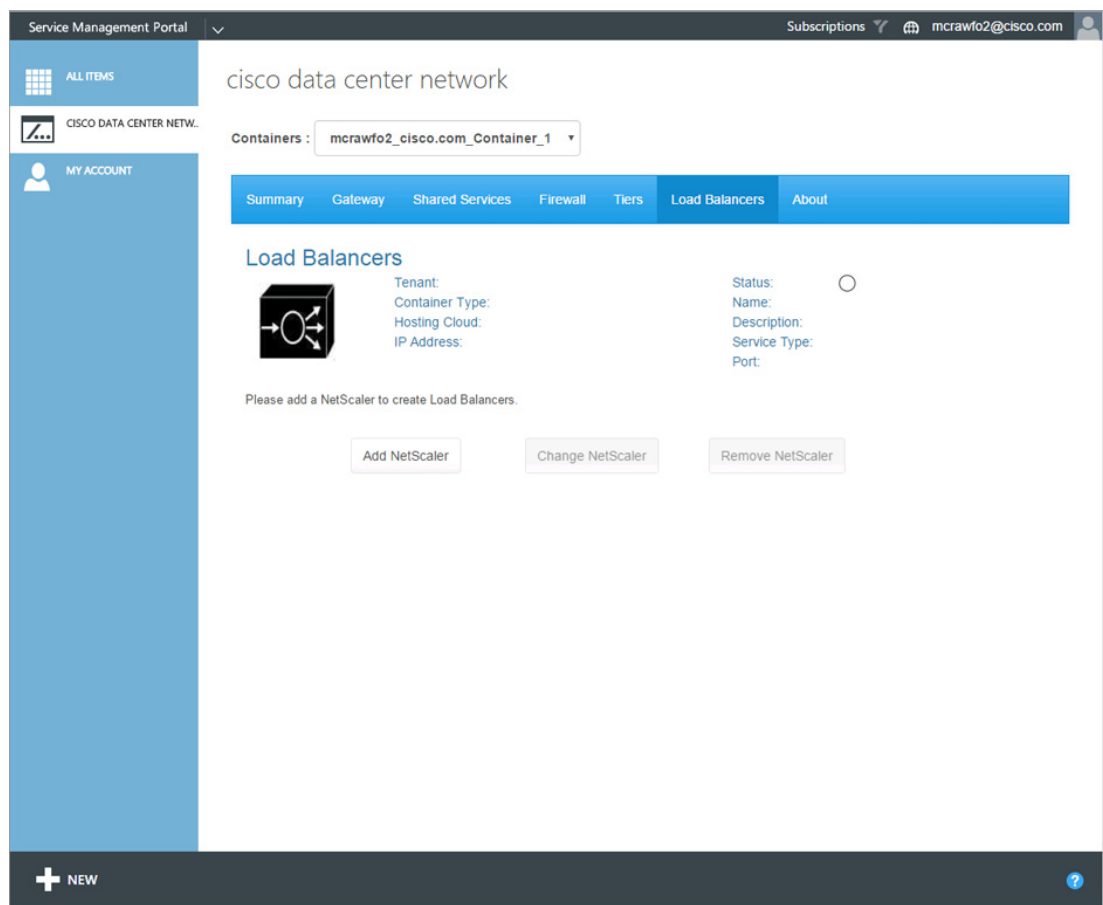 Service Management Portal
Subscriptions
mcrawfo2@cisco.com
ALL ITEMS
CISCO DATA CENTER NETW..
MY ACCOUNT
cisco data center network
Containers : mcrawfo2_cisco.com_Container_1
Summary Gateway Shared Services Firewall Tiers Load Balancers About
Load Balancers
Tenant:
Container Type:
Hosting Cloud:
IP Address:
Status:
Name:
Description:
Service Type:
Port:
Please add a NetScaler to create Load Balancers.
Add NetScaler Change NetScaler Remove NetScaler
NEW
?